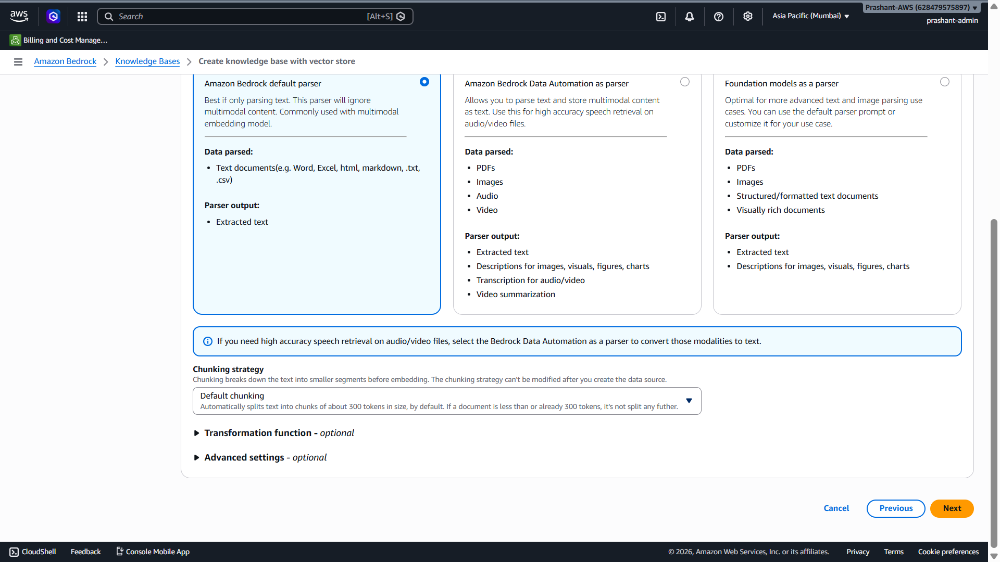 aws
Search
[Alt+S]
Asia Pacific (Mumbai)
Prashant-AWS (628479575897)
prashant-admin
Billing and Cost Manage...
Amazon Bedrock
Knowledge Bases
Create knowledge base with vector store
Amazon Bedrock default parser
Best if only parsing text. This parser will ignore
multimodal content. Commonly used with multimodal
embedding model.
Data parsed:
• Text documents(e.g. Word, Excel, html, markdown, .txt,
.csv)
Parser output:
• Extracted text
Amazon Bedrock Data Automation as parser
Allows you to parse text and store multimodal content
as text. Use this for high accuracy speech retrieval on
audio/video files.
Data parsed:
• PDFs
• Images
• Audio
• Video
Parser output:
• Extracted text
• Descriptions for images, visuals, figures, charts
• Transcription for audio/video
• Video summarization
Foundation models as a parser
Optimal for more advanced text and image parsing use
cases. You can use the default parser prompt or
customize it for your use case.
Data parsed:
• PDFs
• Images
• Structured/formatted text documents
• Visually rich documents
Parser output:
• Extracted text
• Descriptions for images, visuals, figures, charts
If you need high accuracy speech retrieval on audio/video files, select the Bedrock Data Automation as a parser to convert those modalities to text.
Chunking strategy
Chunking breaks down the text into smaller segments before embedding. The chunking strategy can't be modified after you create the data source.
Default chunking
Automatically splits text into chunks of about 300 tokens in size, by default. If a document is less than or already 300 tokens, it's not split any futher.
Transformation function - optional
Advanced settings - optional
Cancel
Previous
Next
CloudShell
Feedback
Console Mobile App
© 2026, Amazon Web Services, Inc. or its affiliates.
Privacy
Terms
Cookie preferences